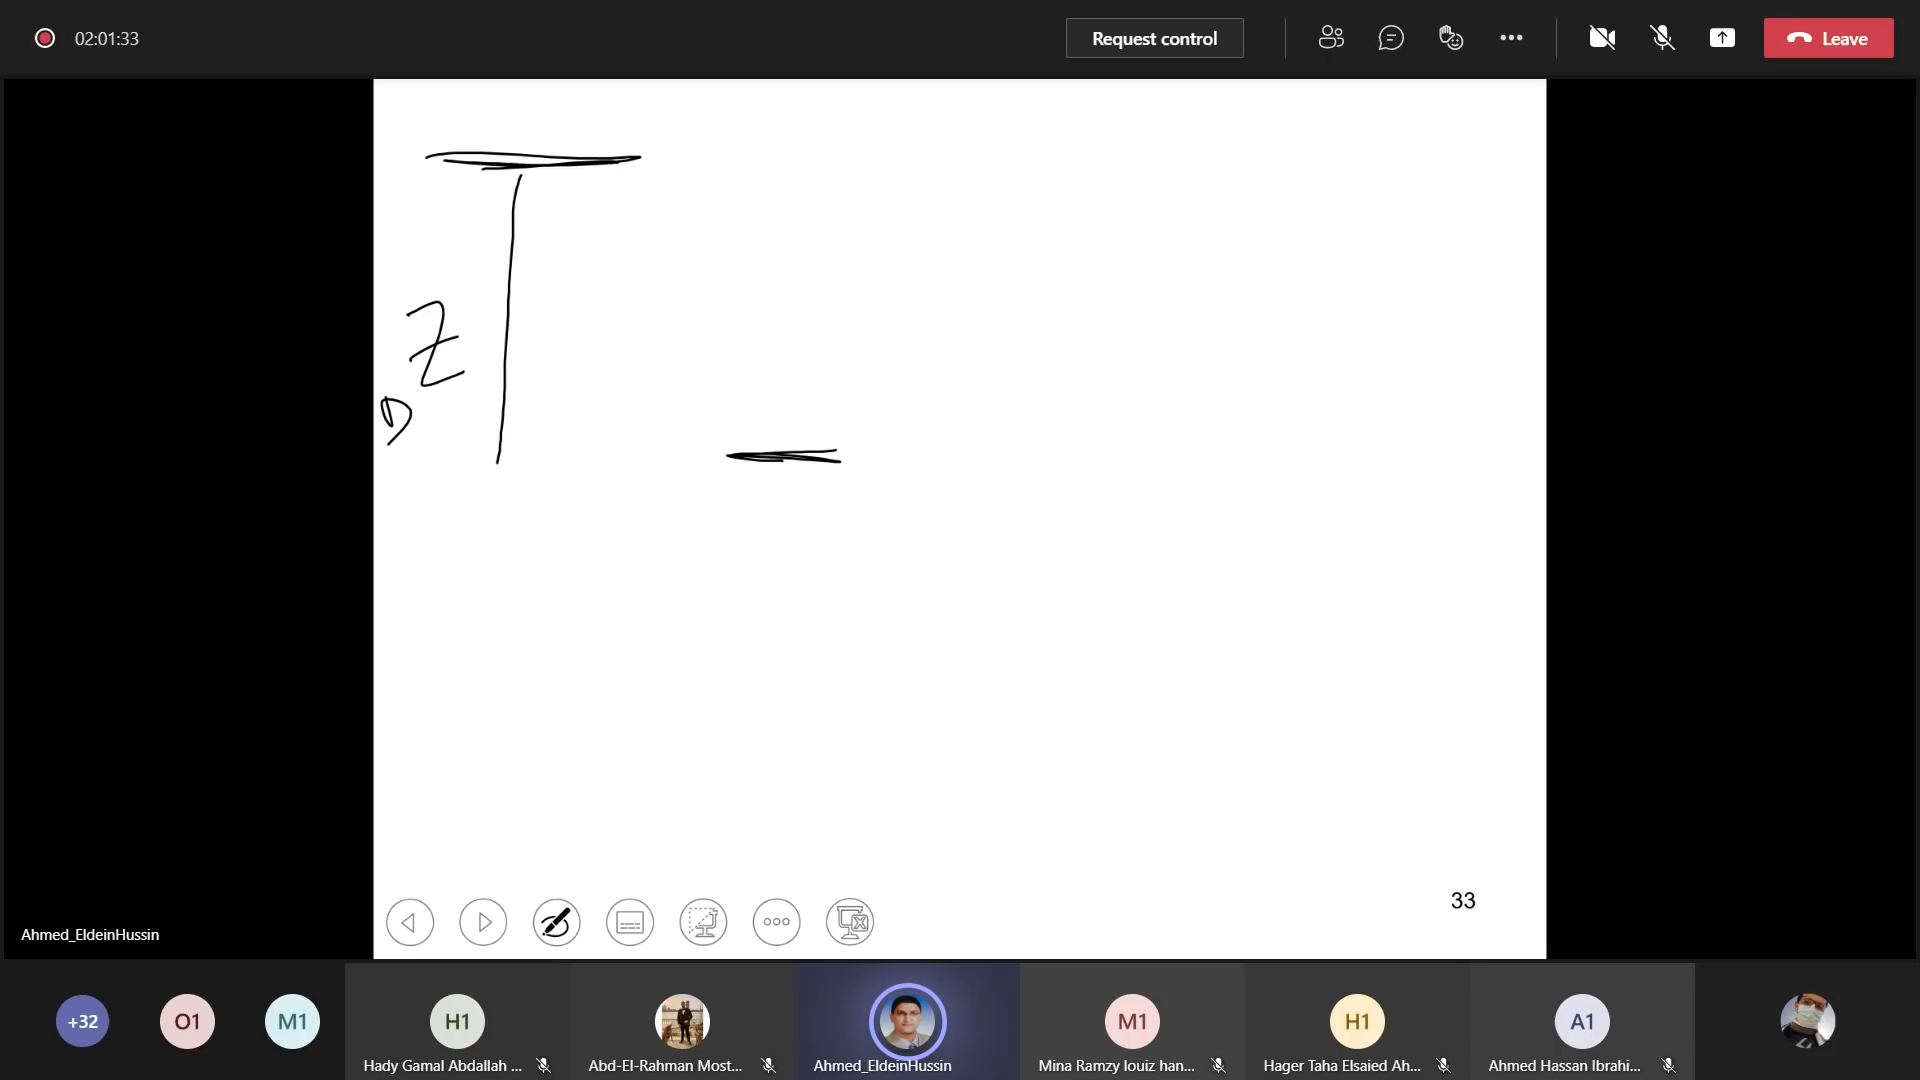 02:01:33
Request control
Leave
Z
D
33
Ahmed_EldeinHussin
+32
O1
M1
H1
M1
H1
A1
Hady Gamal Abdallah ...
Abd-El-Rahman Most...
Ahmed_EldeinHussin
Mina Ramzy louiz han...
Hager Taha Elsaied Ah...
Ahmed Hassan Ibrahi...